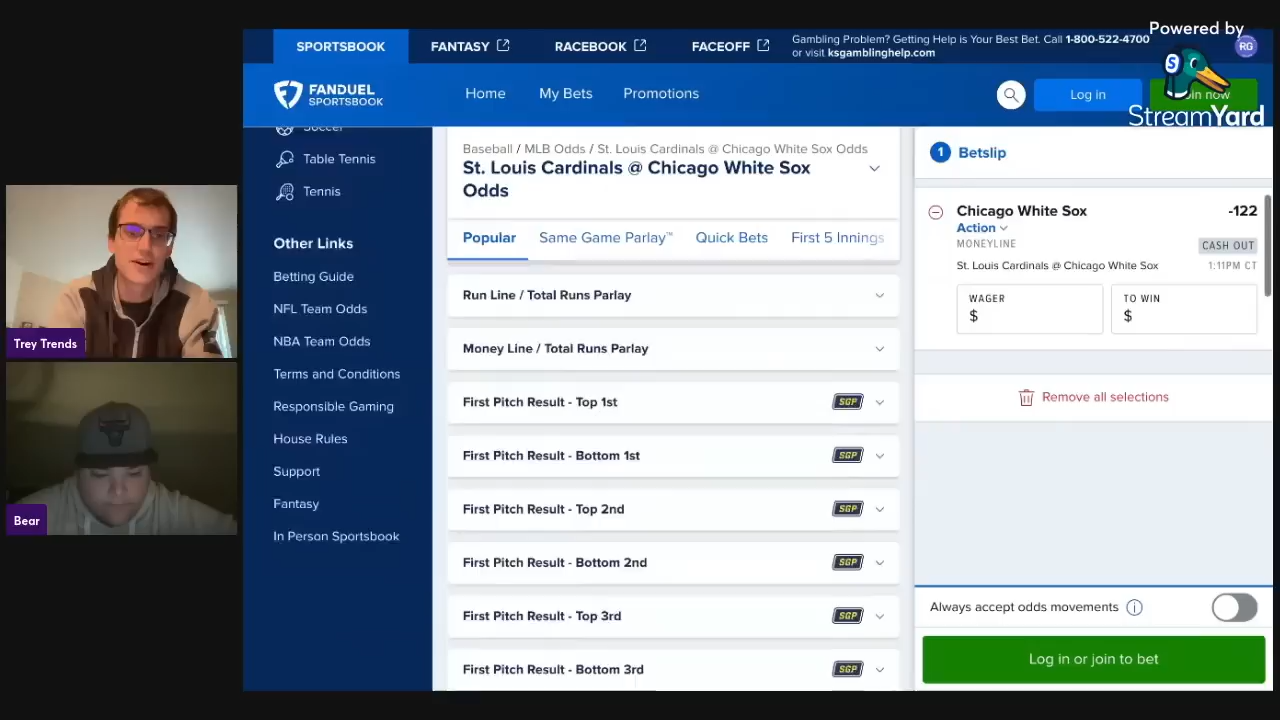 Powered by
StreamYard
SPORTSBOOK
FANTASY
RACEBOOK
FACEOFF
Gambling Problem? Getting Help is Your Best Bet. Call 1-800-522-4700
or visit ksgamblinghelp.com
RG
FANDUEL
SPORTSBOOK
Home
My Bets
Promotions
Log in
Join now
Soccer
Table Tennis
Tennis
Other Links
Betting Guide
NFL Team Odds
NBA Team Odds
Terms and Conditions
Responsible Gaming
House Rules
Support
Fantasy
In Person Sportsbook
Baseball / MLB Odds / St. Louis Cardinals @ Chicago White Sox Odds
St. Louis Cardinals @ Chicago White Sox
Odds
Popular
Same Game Parlay™
Quick Bets
First 5 Innings
Run Line / Total Runs Parlay
Money Line / Total Runs Parlay
First Pitch Result - Top 1st
SGP
First Pitch Result - Bottom 1st
SGP
First Pitch Result - Top 2nd
SGP
First Pitch Result - Bottom 2nd
SGP
First Pitch Result - Top 3rd
SGP
First Pitch Result - Bottom 3rd
SGP
1 Betslip
Chicago White Sox -122
Action
MONEYLINE CASH OUT
St. Louis Cardinals @ Chicago White Sox 1:11PM CT
WAGER
$
TO WIN
$
Remove all selections
Always accept odds movements
Log in or join to bet
Trey Trends
Bear